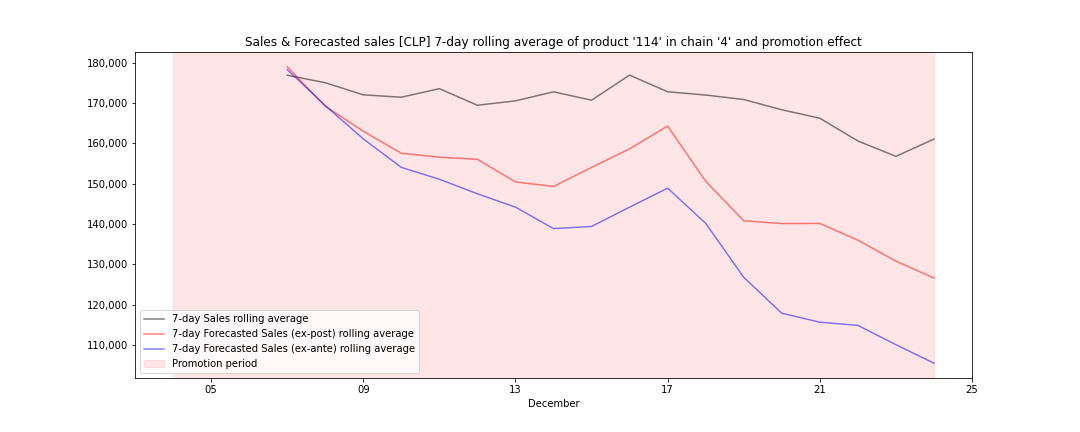 Sales & Forecasted sales [CLP] 7-day rolling average of product '114' in chain '4' and promotion effect
180,000
170,000
160,000
150,000
140,000
130,000
120,000
110,000
7-day Sales rolling average
7-day Forecasted Sales (ex-post) rolling average
7-day Forecasted Sales (ex-ante) rolling average
Promotion period
05 09 13 17 21 25
December